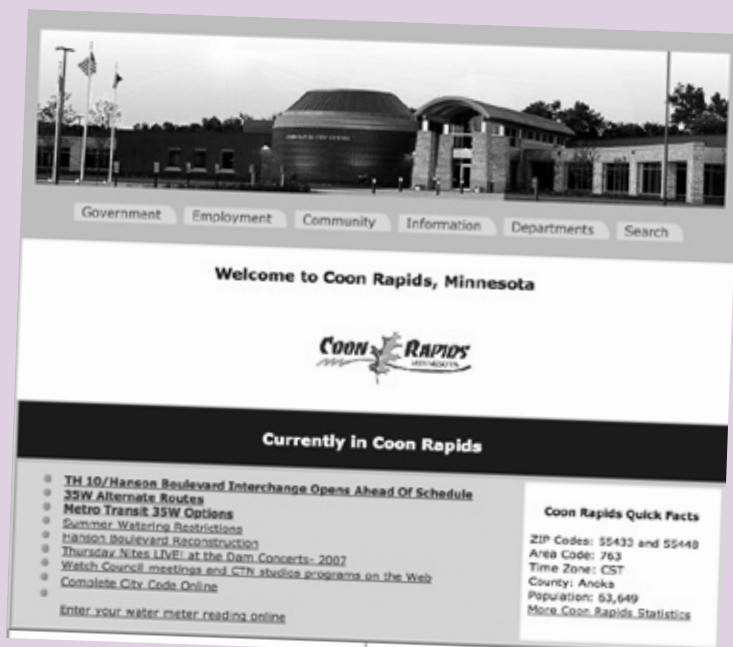 Government Employment Community Information Departments Search
Welcome to Coon Rapids, Minnesota
COON RAPIDS
MINNESOTA
Currently in Coon Rapids
TH 10/Hanson Boulevard Interchange Opens Ahead Of Schedule
35W Alternate Routes
Metro Transit 35W Options
Summer Watering Restrictions
Hanson Boulevard Reconstruction
Thursday Nites LIVE! at the Dam Concerts- 2007
Watch Council meetings and CTN studios programs on the Web
Complete City Code Online
Enter your water meter reading online
Coon Rapids Quick Facts
ZIP Codes: 55433 and 55448
Area Code: 763
Time Zone: CST
County: Anoka
Population: 63,649
More Coon Rapids Statistics